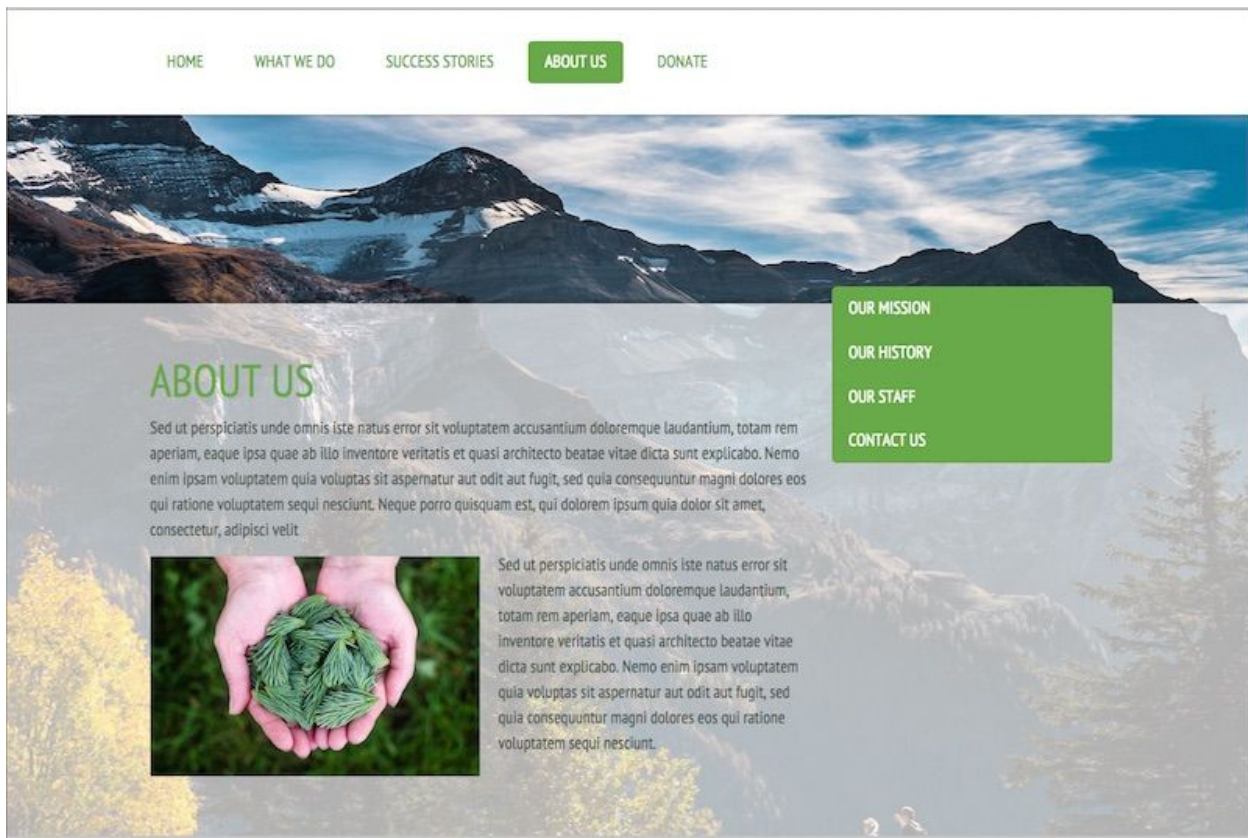 HOME WHAT WE DO SUCCESS STORIES ABOUT US DONATE
OUR MISSION
OUR HISTORY
OUR STAFF
CONTACT US
ABOUT US
Sed ut perspiciatis unde omnis iste natus error sit voluptatem accusantium doloremque laudantium, totam rem
aperiam, eaque ipsa quae ab illo inventore veritatis et quasi architecto beatae vitae dicta sunt explicabo. Nemo
enim ipsam voluptatem quia voluptas sit aspernatur aut odit aut fugit, sed quia consequuntur magni dolores eos
qui ratione voluptatem sequi nesciunt. Neque porro quisquam est, qui dolorem ipsum quia dolor sit amet,
consectetur, adipisci velit
Sed ut perspiciatis unde omnis iste natus error sit
voluptatem accusantium doloremque laudantium,
totam rem aperiam, eaque ipsa quae ab illo
inventore veritatis et quasi architecto beatae vitae
dicta sunt explicabo. Nemo enim ipsam voluptatem
quia voluptas sit aspernatur aut odit aut fugit, sed
quia consequuntur magni dolores eos qui ratione
voluptatem sequi nesciunt.